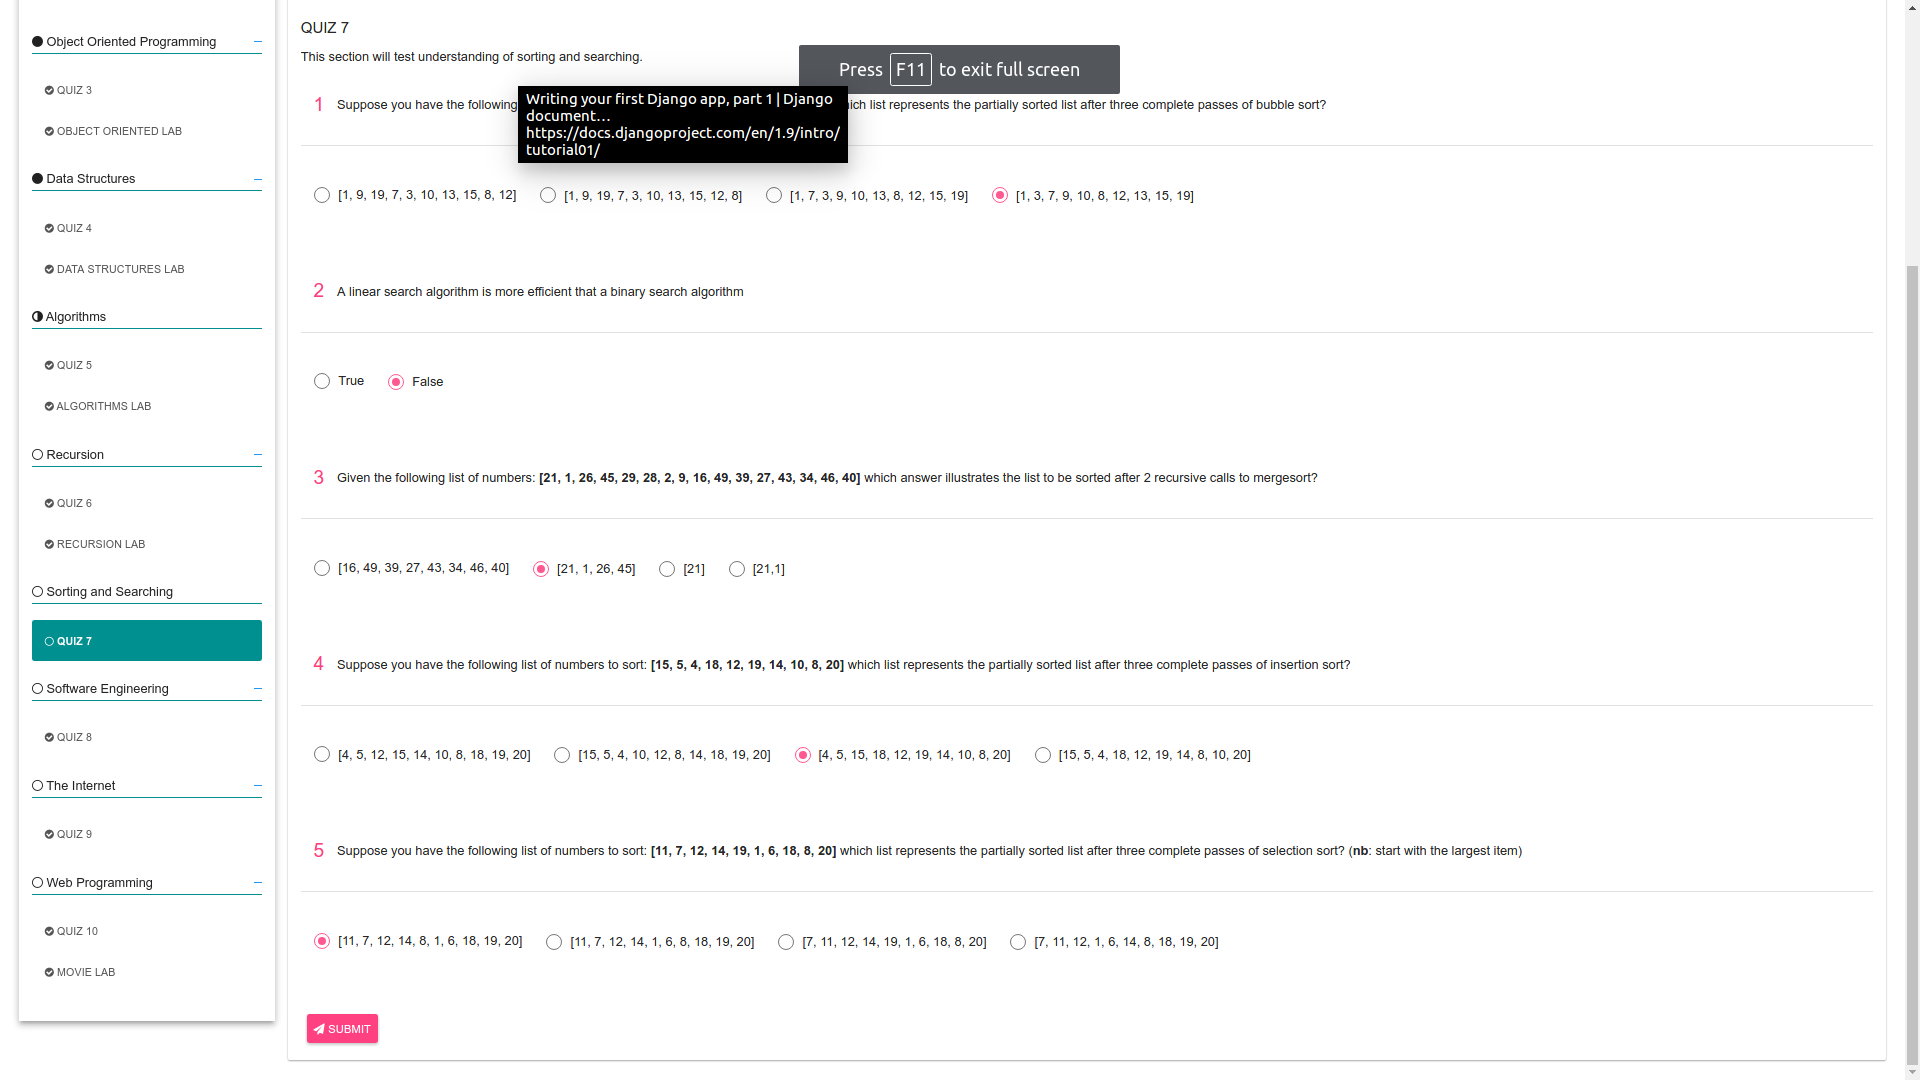 Object Oriented Programming
QUIZ 3
OBJECT ORIENTED LAB
Data Structures
QUIZ 4
DATA STRUCTURES LAB
Algorithms
QUIZ 5
ALGORITHMS LAB
Recursion
QUIZ 6
RECURSION LAB
Sorting and Searching
QUIZ 7
Software Engineering
QUIZ 8
The Internet
QUIZ 9
Web Programming
QUIZ 10
MOVIE LAB
QUIZ 7
This section will test understanding of sorting and searching.
Press F11 to exit full screen
Writing your first Django app, part 1 | Django
document…
https://docs.djangoproject.com/en/1.9/intro/
tutorial01/
1 Suppose you have the following list represents the partially sorted list after three complete passes of bubble sort?
[1, 9, 19, 7, 3, 10, 13, 15, 8, 12] [1, 9, 19, 7, 3, 10, 13, 15, 12, 8] [1, 7, 3, 9, 10, 13, 8, 12, 15, 19] [1, 3, 7, 9, 10, 8, 12, 13, 15, 19]
2 A linear search algorithm is more efficient that a binary search algorithm
True False
3 Given the following list of numbers: [21, 1, 26, 45, 29, 28, 2, 9, 16, 49, 39, 27, 43, 34, 46, 40] which answer illustrates the list to be sorted after 2 recursive calls to mergesort?
[16, 49, 39, 27, 43, 34, 46, 40] [21, 1, 26, 45] [21] [21,1]
4 Suppose you have the following list of numbers to sort: [15, 5, 4, 18, 12, 19, 14, 10, 8, 20] which list represents the partially sorted list after three complete passes of insertion sort?
[4, 5, 12, 15, 14, 10, 8, 18, 19, 20] [15, 5, 4, 10, 12, 8, 14, 18, 19, 20] [4, 5, 15, 18, 12, 19, 14, 10, 8, 20] [15, 5, 4, 18, 12, 19, 14, 8, 10, 20]
5 Suppose you have the following list of numbers to sort: [11, 7, 12, 14, 19, 1, 6, 18, 8, 20] which list represents the partially sorted list after three complete passes of selection sort? (nb: start with the largest item)
[11, 7, 12, 14, 8, 1, 6, 18, 19, 20] [11, 7, 12, 14, 1, 6, 8, 18, 19, 20] [7, 11, 12, 14, 19, 1, 6, 18, 8, 20] [7, 11, 12, 1, 6, 14, 8, 18, 19, 20]
SUBMIT